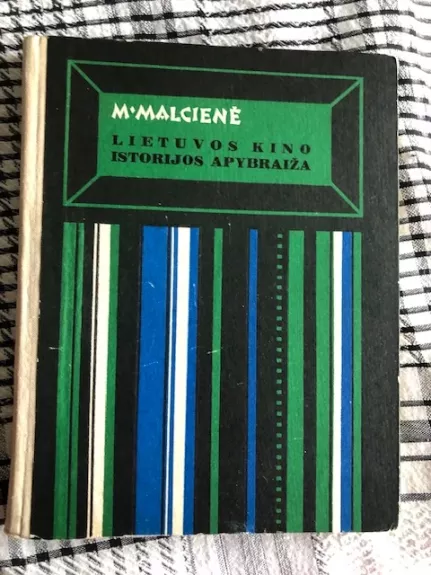 M·MALCIENĖ
LIETUVOS KINO
ISTORIJOS APYBRAIŽA